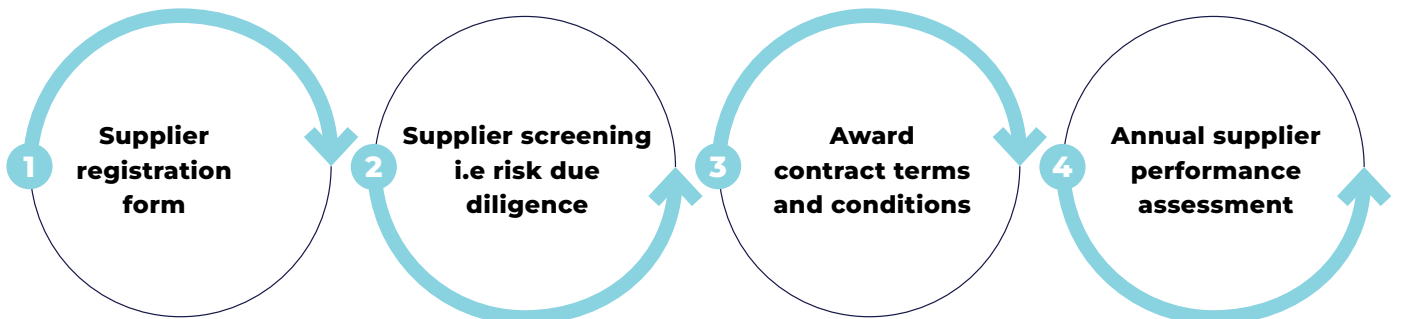 1
Supplier
registration
form
2
Supplier screening
i.e risk due
diligence
3
Award
contract terms
and conditions
4
Annual supplier
performance
assessment